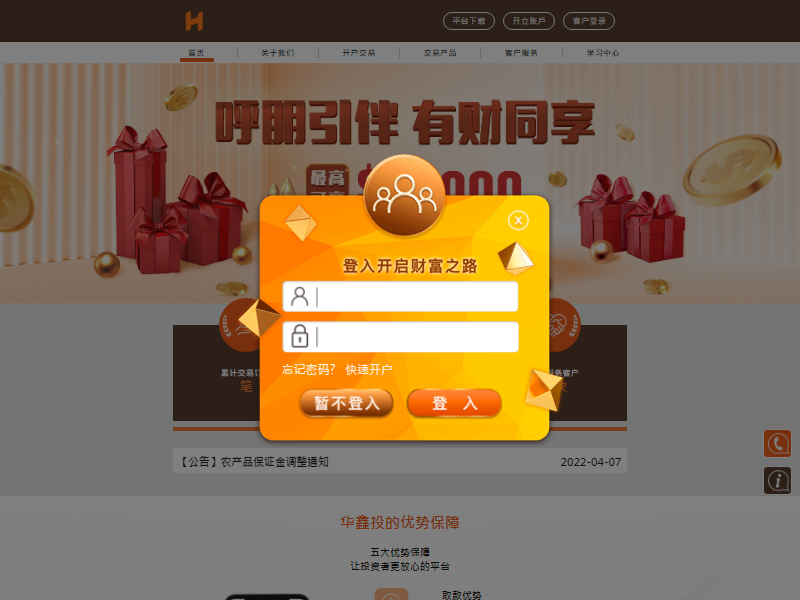 平台下载
开立账户
客户登录
首页
关于我们
开户交易
交易产品
客户服务
学习中心
呼朋引伴 有财同享
最高
登入开启财富之路
忘记密码? 快速开户
暂不登入
登 入
累计交易
笔
客户
【公告】农产品保证金调整通知
2022-04-07
华鑫投的优势保障
五大优势保障
让投资者更放心的平台
取款优势